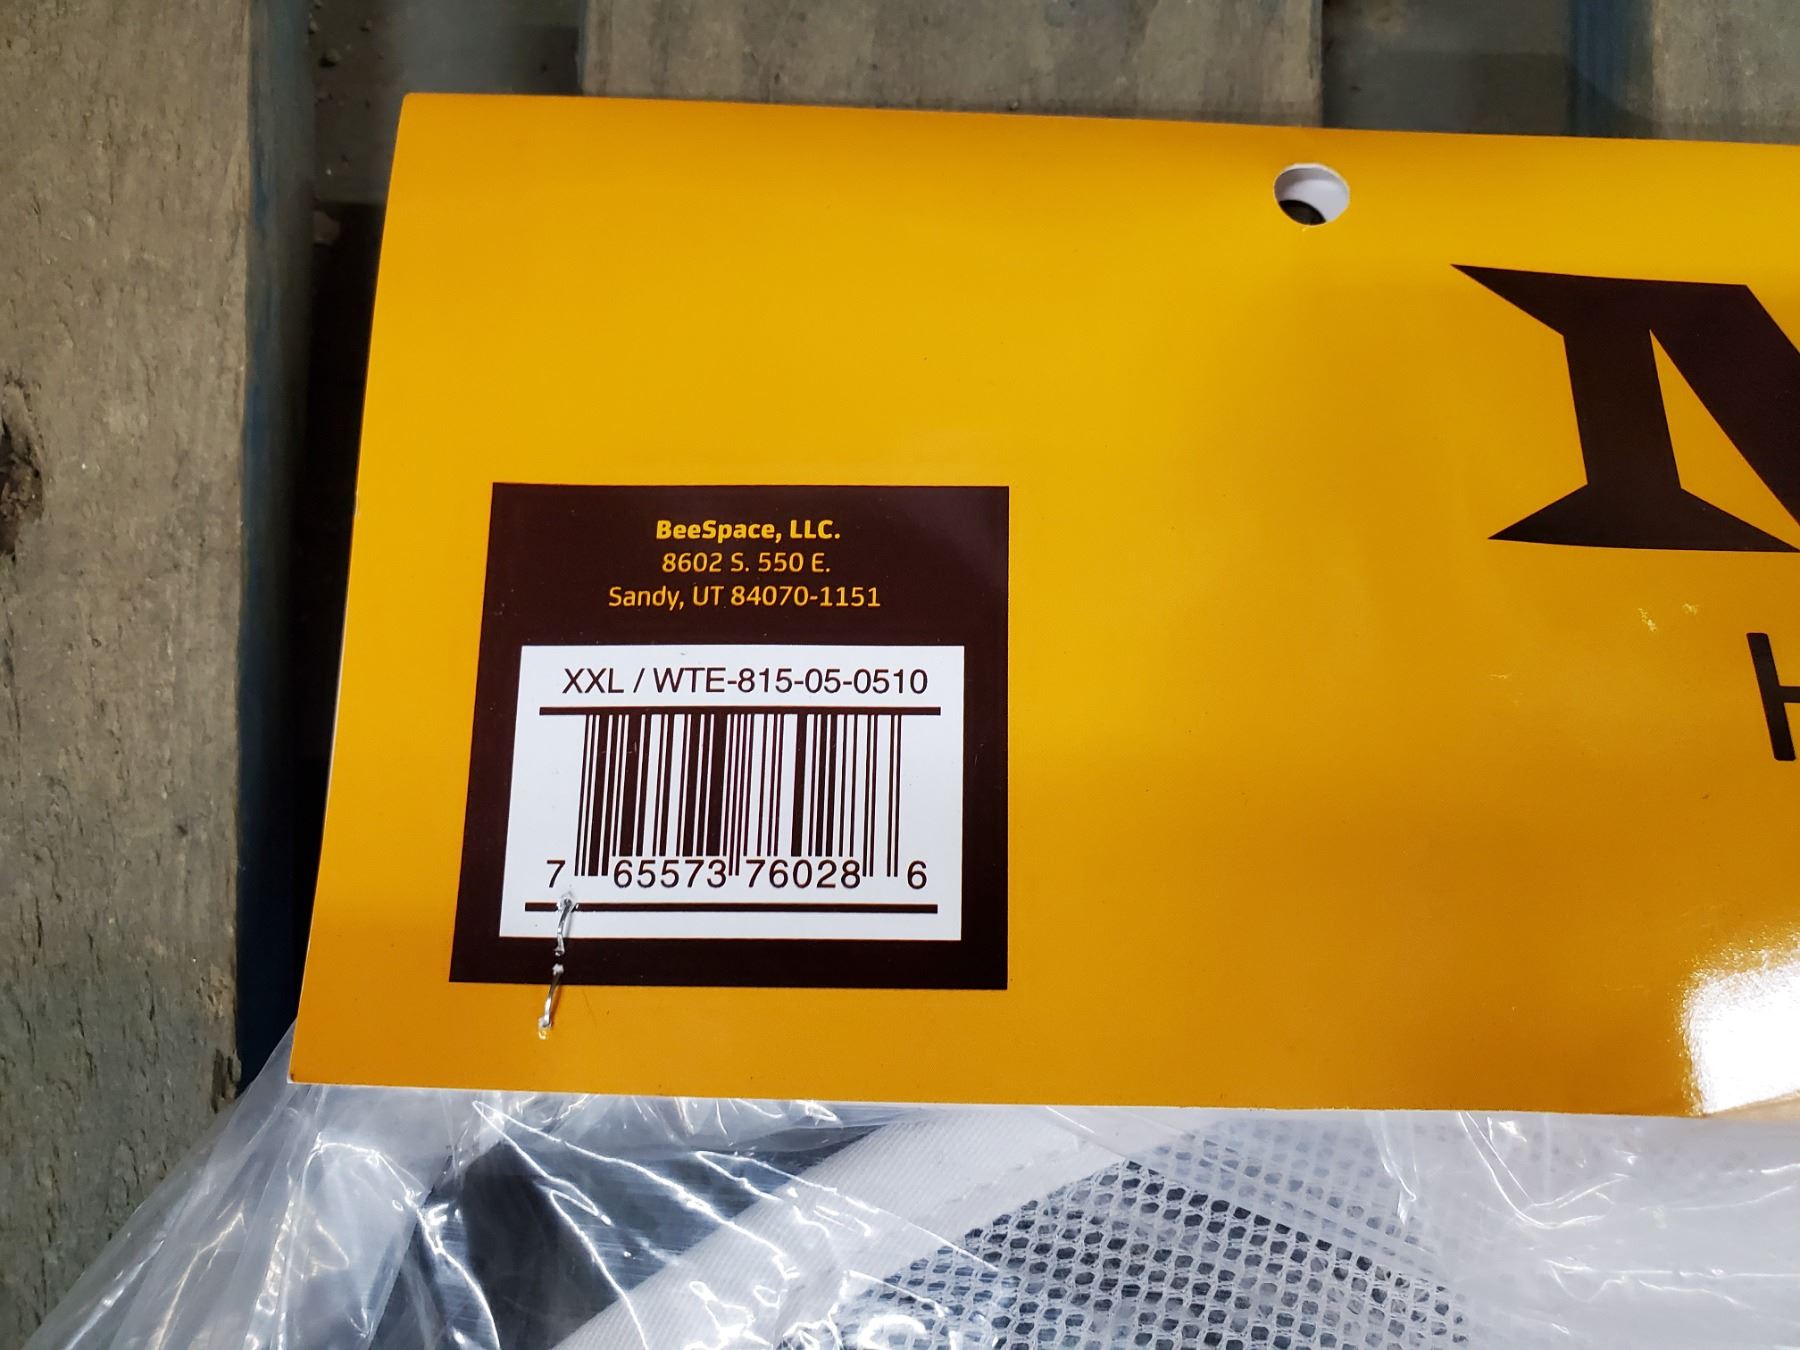 BeeSpace, LLC.
8602 S. 550 E.
Sandy, UT 84070-1151
XXL / WTE-815-05-0510
7 65573 76028 6